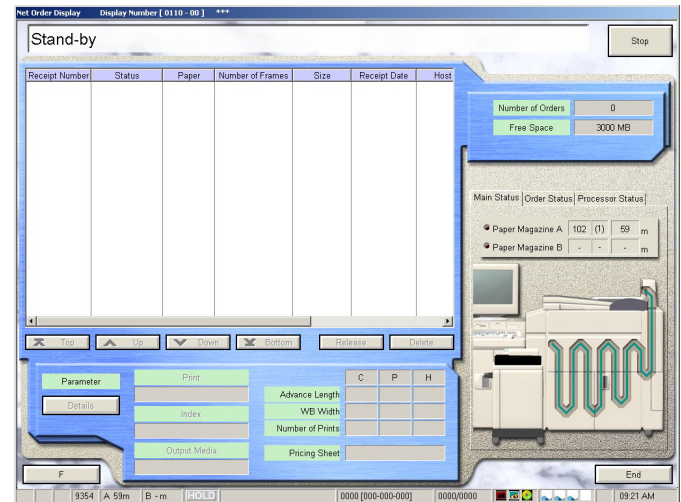 Net Order Display Display Number [ 0110 - 00 ] ***
Stand-by
Stop
Receipt Number Status Paper Number of Frames Size Receipt Date Host
Number of Orders 0
Free Space 3000 MB
Main Status Order Status Processor Status
Paper Magazine A 102 (1) 59 m
Paper Magazine B - - - m
Top Up Down Bottom Release Delete
Parameter
Details
Print
Index
Output Media
C P H
Advance Length
WB Width
Number of Prints
Pricing Sheet
F
End
9354 A 59m B - m HOLD 0000 [000-000-000] 0000/0000 09:21 AM